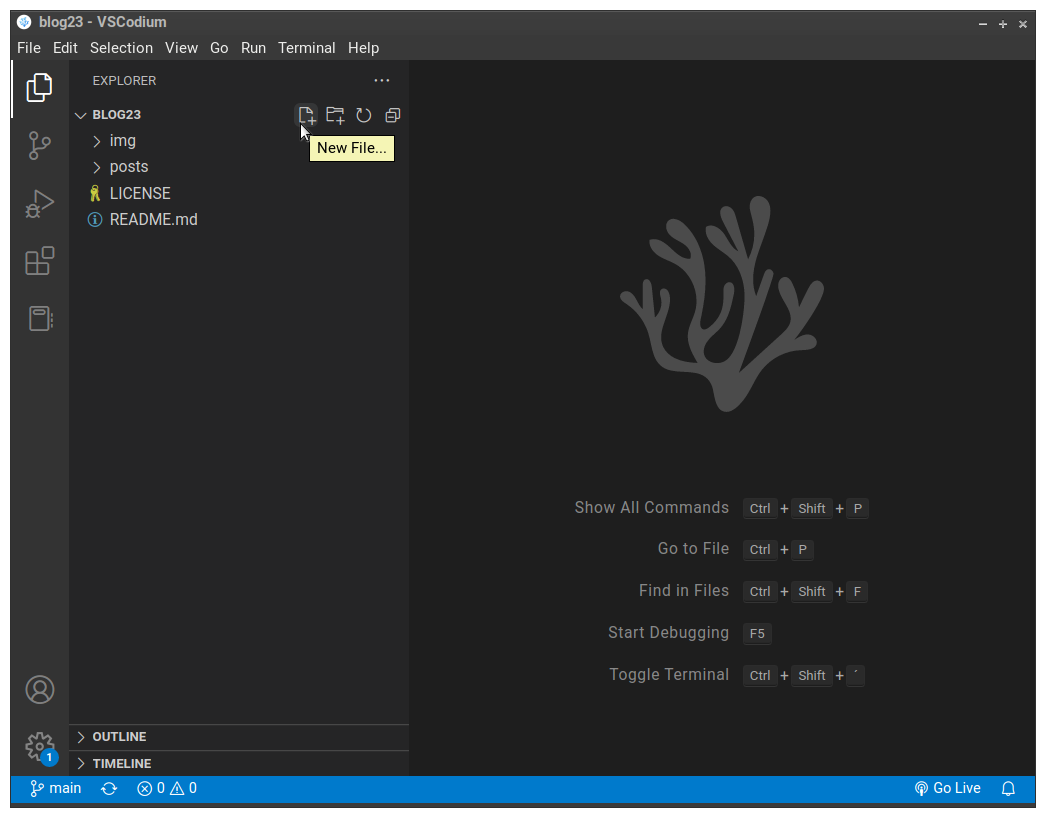 blog23 - VSCodium
File Edit Selection View Go Run Terminal Help
EXPLORER
BLOG23
New File...
img
posts
LICENSE
README.md
Show All Commands Ctrl + Shift + P
Go to File Ctrl + P
Find in Files Ctrl + Shift + F
Start Debugging F5
Toggle Terminal Ctrl + Shift + ´
OUTLINE
1
TIMELINE
main 0 0 Go Live